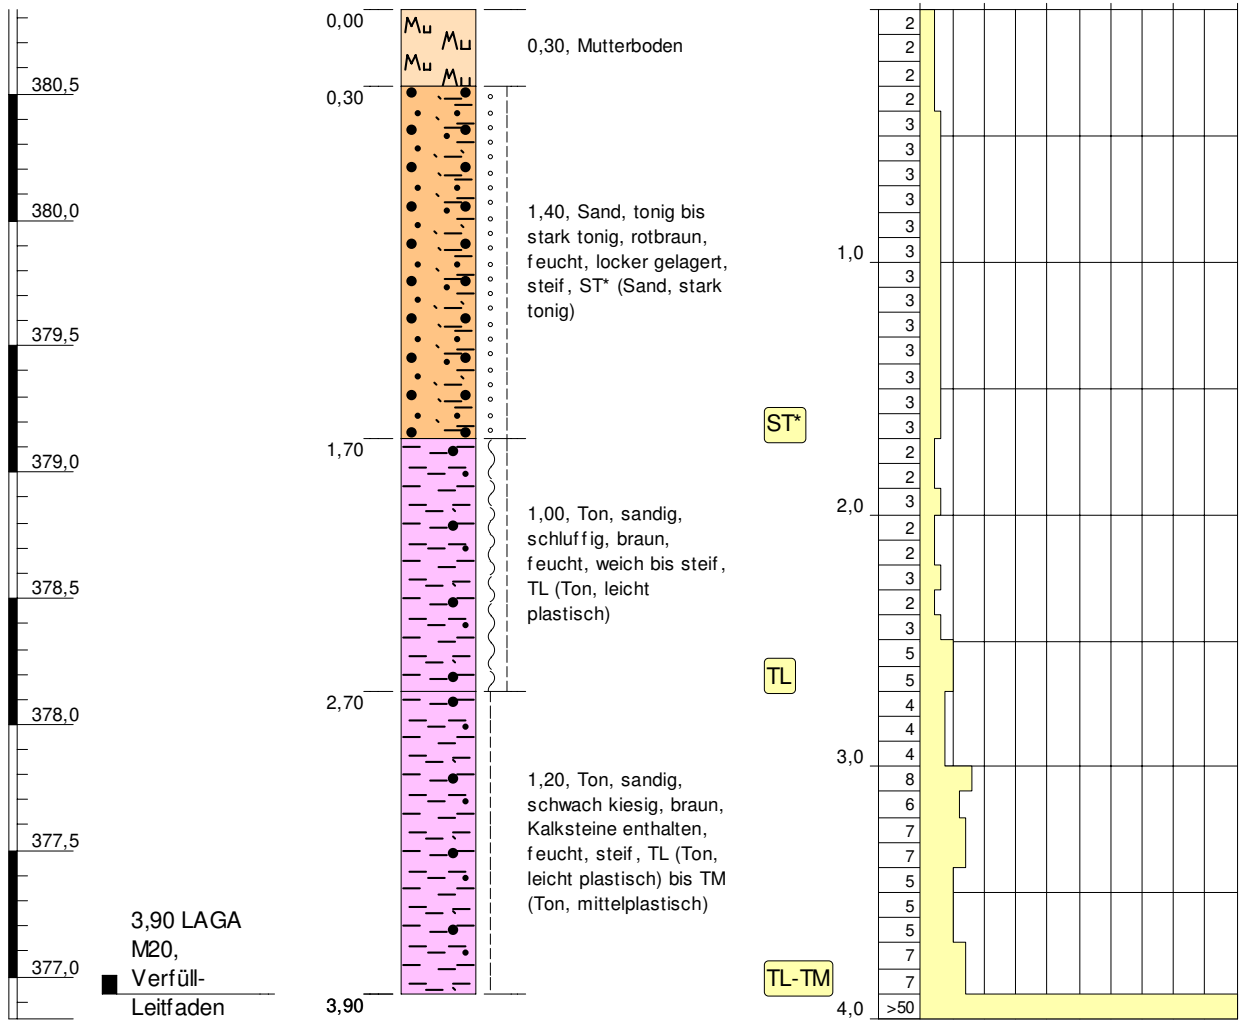 380,5
380,0
379,5
379,0
378,5
378,0
377,5
377,0
3,90 LAGA
M20,
Verfüll-
Leitfaden
0,00
0,30
1,70
2,70
3,90
Mu
Mu
Mu
Mu
0,30, Mutterboden
1,40, Sand, tonig bis
stark tonig, rotbraun,
feucht, locker gelagert,
steif, ST* (Sand, stark
tonig)
1,00, Ton, sandig,
schluffig, braun,
feucht, weich bis steif,
TL (Ton, leicht
plastisch)
1,20, Ton, sandig,
schwach kiesig, braun,
Kalksteine enthalten,
feucht, steif, TL (Ton,
leicht plastisch) bis TM
(Ton, mittelplastisch)
ST*
TL
TL-TM
1,0
2,0
3,0
4,0
2
2
2
2
3
3
3
3
3
3
3
3
3
3
3
3
3
2
2
3
2
2
3
2
3
5
5
4
4
4
8
6
7
7
5
5
5
7
7
>50